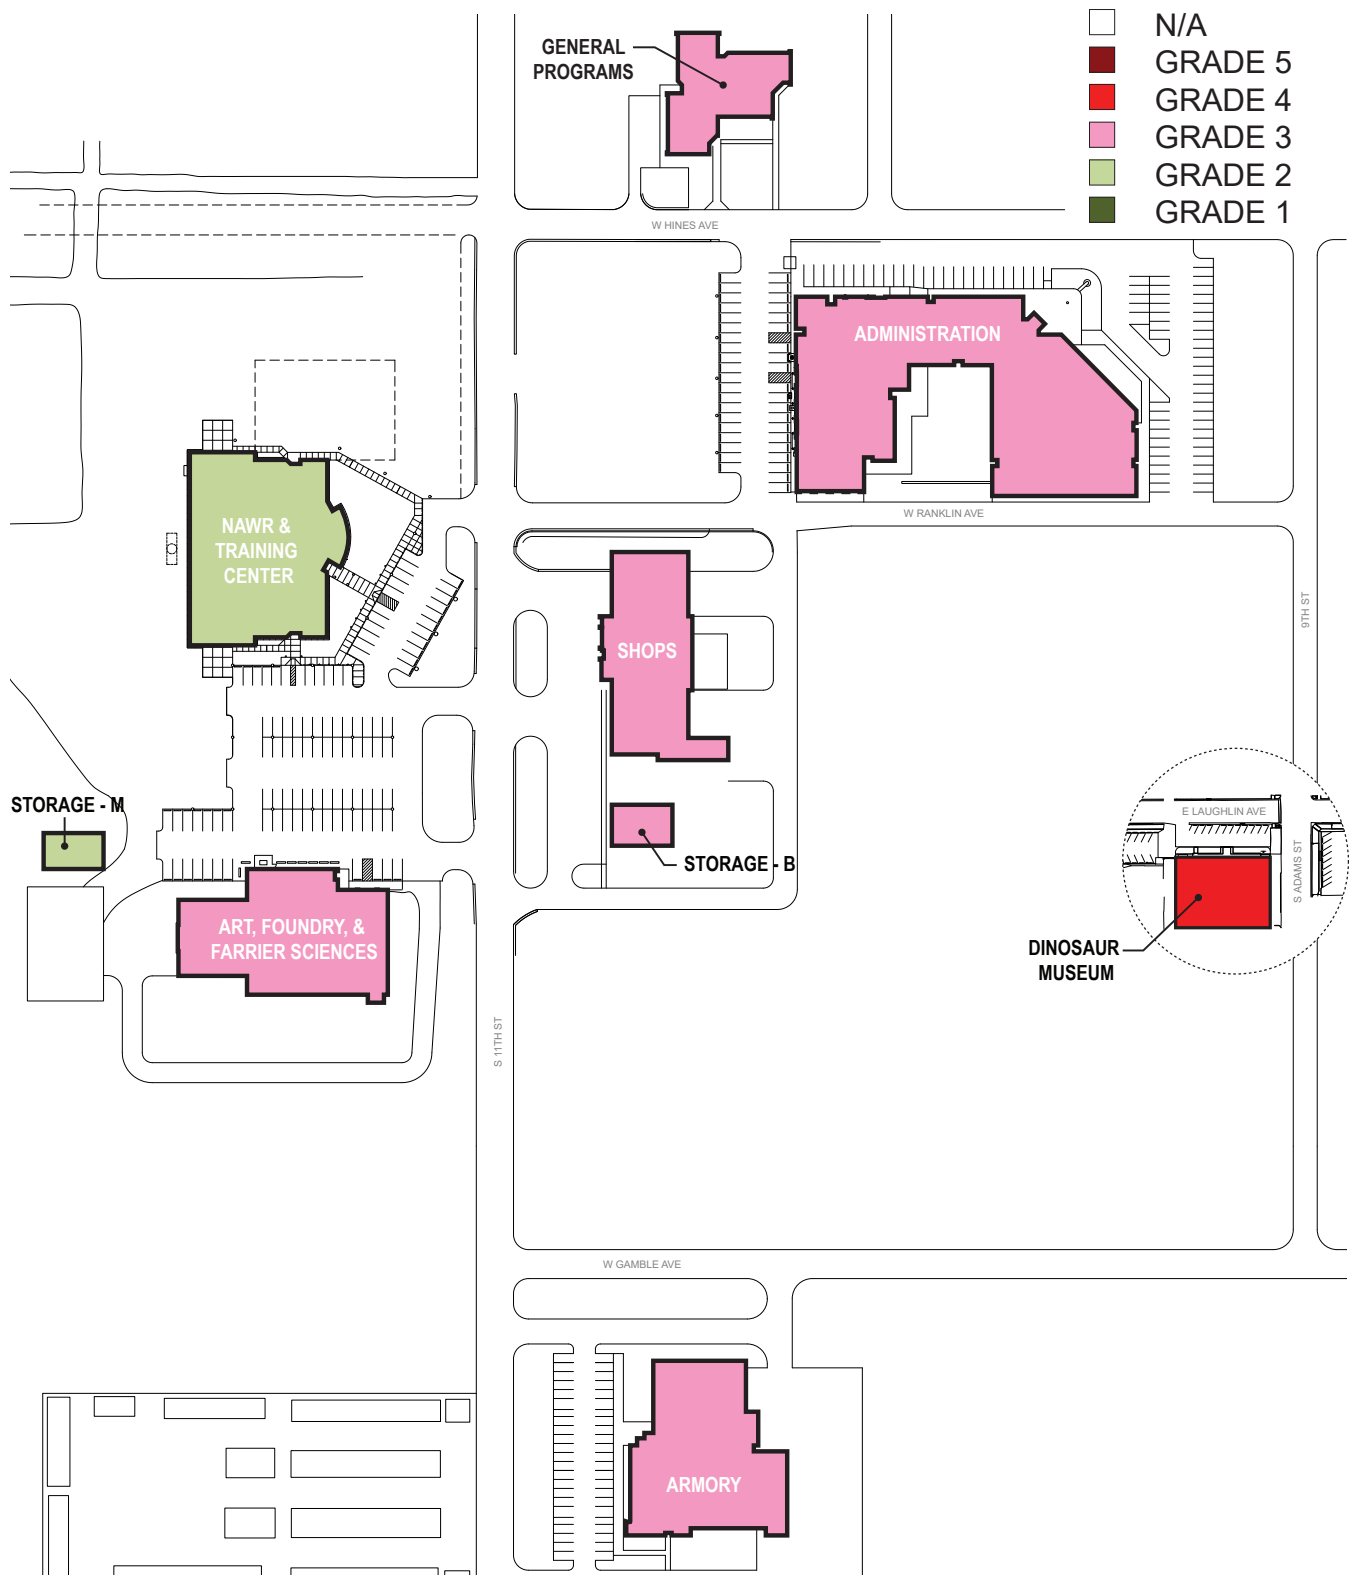 N/A
GRADE 5
GRADE 4
GRADE 3
GRADE 2
GRADE 1
GENERAL
PROGRAMS
W HINES AVE
ADMINISTRATION
W RANKLIN AVE
NAWR &
TRAINING
CENTER
9TH ST
SHOPS
STORAGE - M
E LAUGHLIN AVE
S ADAMS ST
STORAGE - B
ART, FOUNDRY, &
FARRIER SCIENCES
DINOSAUR
MUSEUM
S 11TH ST
W GAMBLE AVE
ARMORY